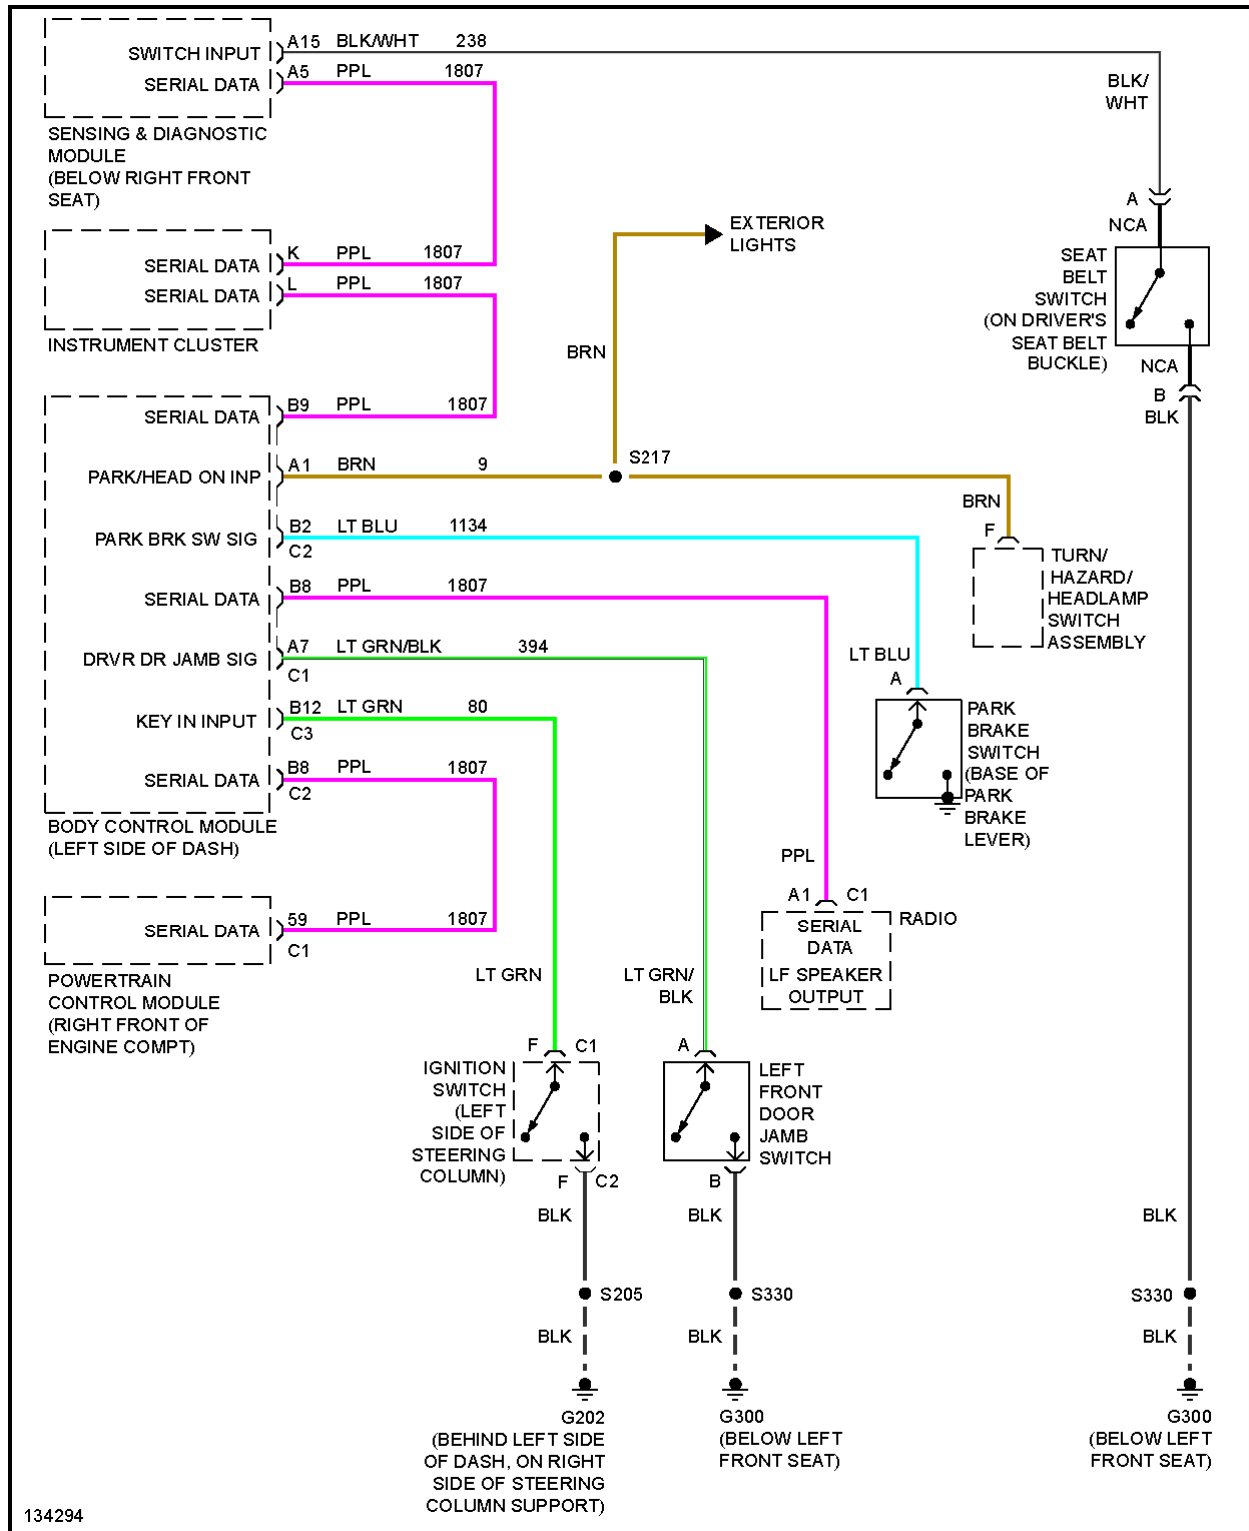 SWITCH INPUT A15 BLK/WHT 238
SERIAL DATA A5 PPL 1807
SENSING & DIAGNOSTIC
MODULE
(BELOW RIGHT FRONT
SEAT)
BLK/
WHT
A
NCA
SEAT
BELT
SWITCH
(ON DRIVER'S
SEAT BELT
BUCKLE)
NCA
B
BLK
EXTERIOR
LIGHTS
BRN
SERIAL DATA K PPL 1807
SERIAL DATA L PPL 1807
INSTRUMENT CLUSTER
SERIAL DATA B9 PPL 1807
PARK/HEAD ON INP A1 BRN 9
S217
BRN
F
TURN/
HAZARD/
HEADLAMP
SWITCH
ASSEMBLY
PARK BRK SW SIG B2 LT BLU 1134
C2
SERIAL DATA B8 PPL 1807
DRVR DR JAMB SIG A7 LT GRN/BLK 394
C1
KEY IN INPUT B12 LT GRN 80
C3
SERIAL DATA B8 PPL 1807
C2
BODY CONTROL MODULE
(LEFT SIDE OF DASH)
LT BLU
A
PARK
BRAKE
SWITCH
(BASE OF
PARK
BRAKE
LEVER)
SERIAL DATA 59 PPL 1807
C1
POWERTRAIN
CONTROL MODULE
(RIGHT FRONT OF
ENGINE COMPT)
PPL
A1 C1
RADIO
SERIAL
DATA
LF SPEAKER
OUTPUT
LT GRN
F C1
IGNITION
SWITCH
(LEFT
SIDE OF
STEERING
COLUMN)
F C2
BLK
S205
BLK
G202
(BEHIND LEFT SIDE
OF DASH, ON RIGHT
SIDE OF STEERING
COLUMN SUPPORT)
LT GRN/
BLK
A
LEFT
FRONT
DOOR
JAMB
SWITCH
B
BLK
S330
BLK
G300
(BELOW LEFT
FRONT SEAT)
BLK
S330
BLK
G300
(BELOW LEFT
FRONT SEAT)
134294